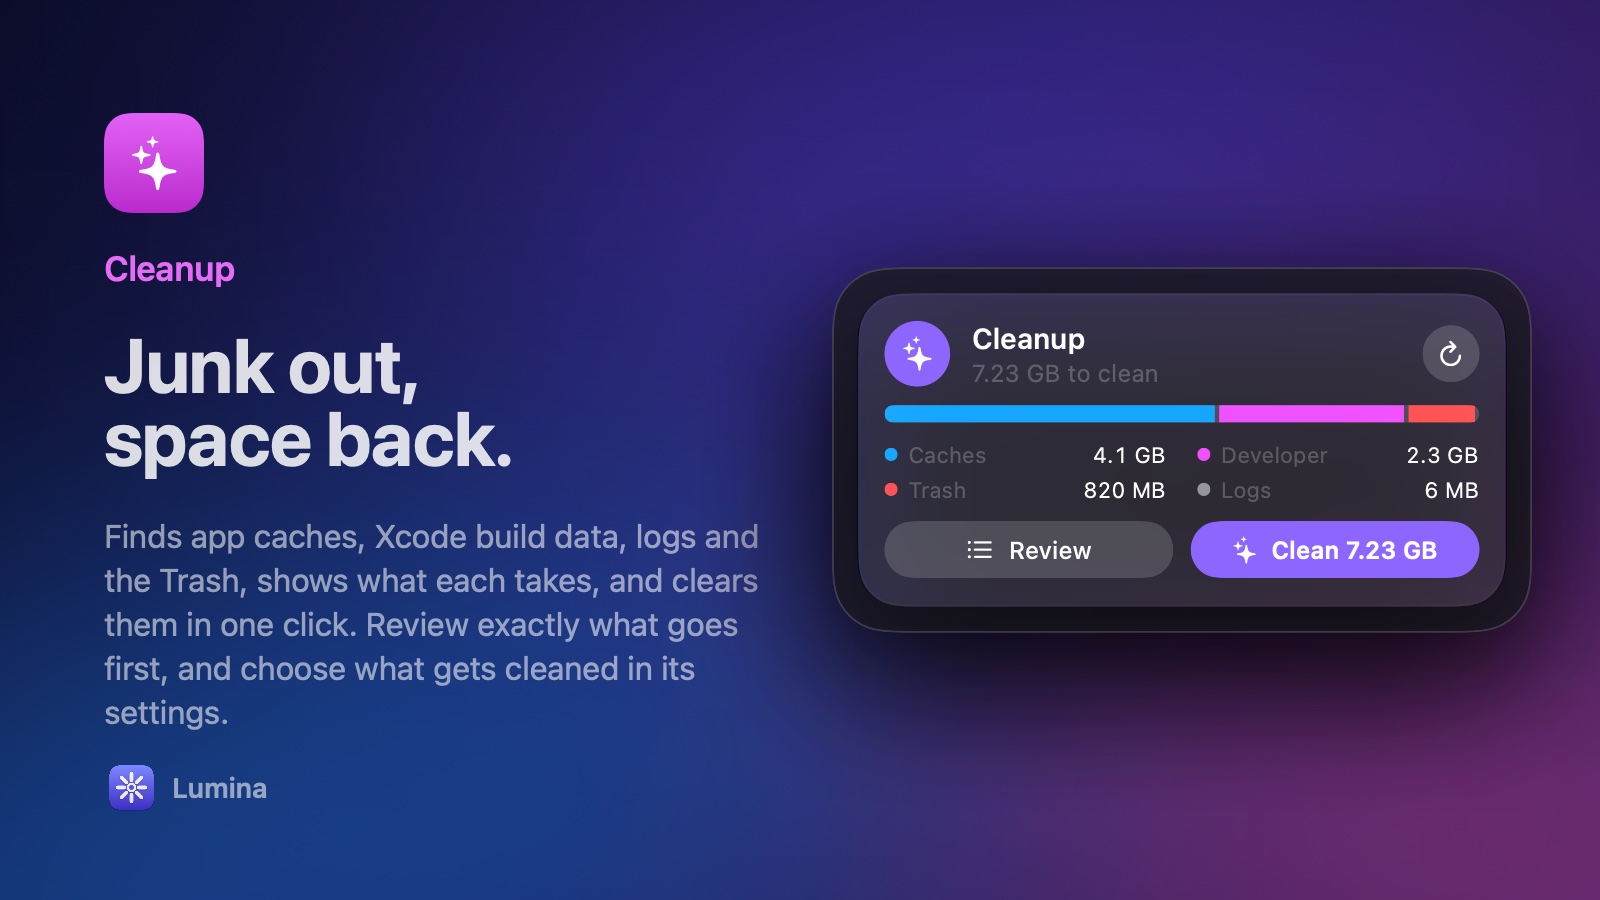 Cleanup
Junk out,
space back.
Finds app caches, Xcode build data, logs and
the Trash, shows what each takes, and clears
them in one click. Review exactly what goes
first, and choose what gets cleaned in its
settings.
Lumina
Cleanup
7.23 GB to clean
Caches 4.1 GB Developer 2.3 GB
Trash 820 MB Logs 6 MB
Review Clean 7.23 GB